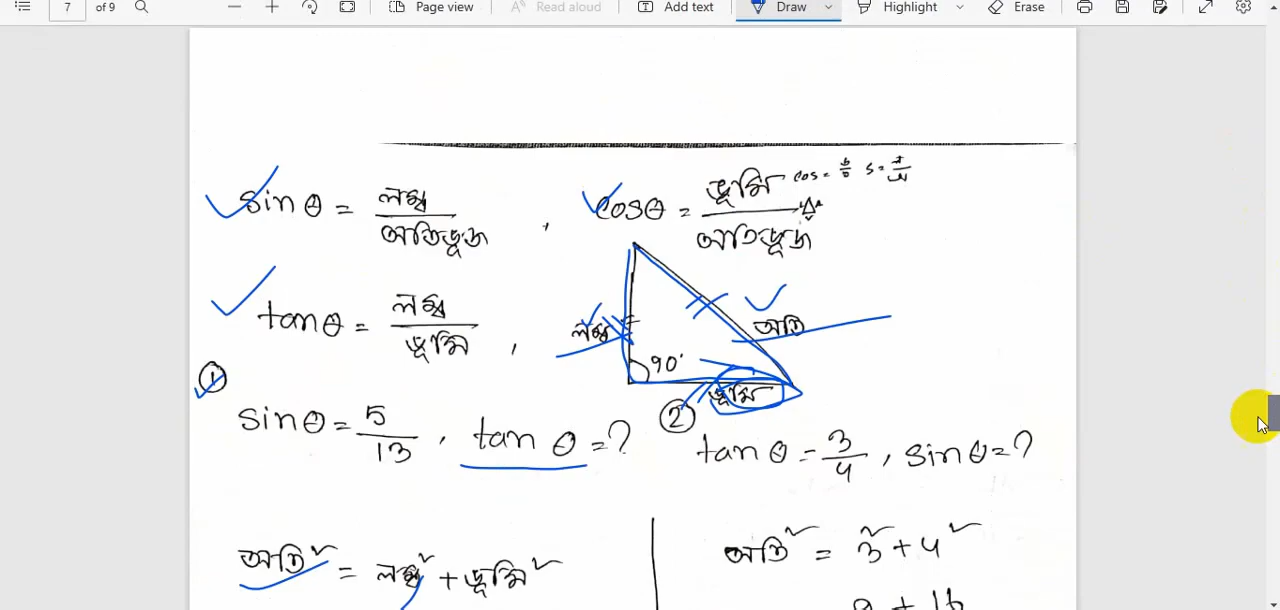 7 of 9 Page view Read aloud Add text Draw Highlight Erase
sinθ = লম্ব / অতিভূজ , cosθ = ভূমি / অতিভূজ
tanθ = লম্ব / ভূমি ,
লম্ব
অতি
90°
ভূমি
① sinθ = 5/13 , tanθ = ?
② tanθ = 3/4 , sinθ = ?
অতি² = লম্ব² + ভূমি²
অতি² = 3² + 4²
9 + 16